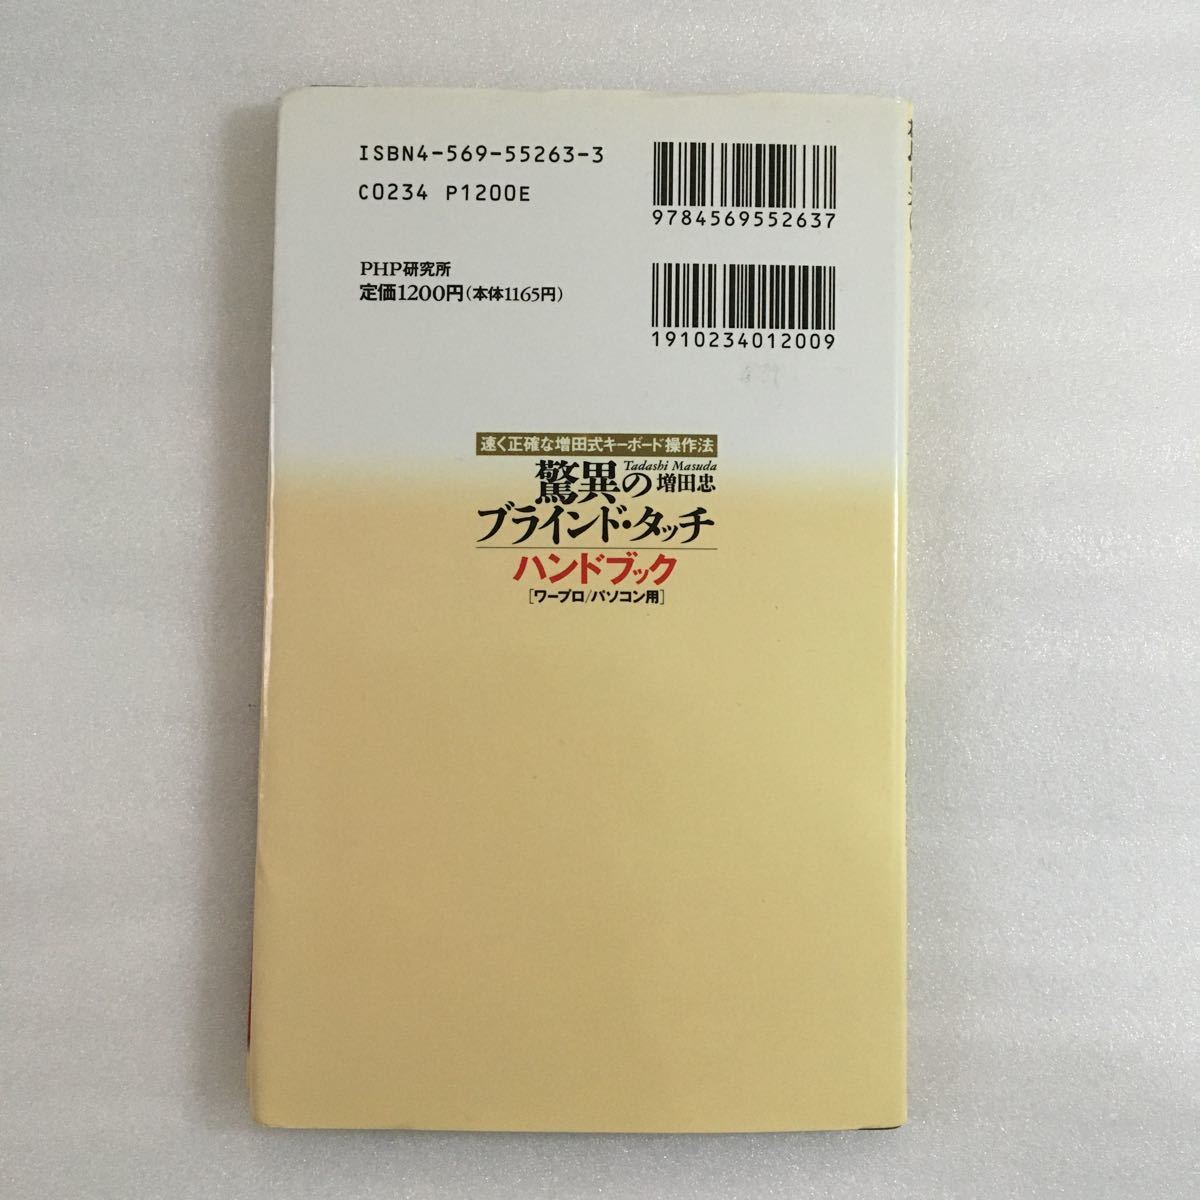 ISBN4-569-55263-3
C0234 P1200E
9784569552637
PHP研究所
定価1200円(本体1165円)
1910234012009
速く正確な増田式キーボード操作法
驚異の
Tadashi Masuda
増田忠
ブラインド・タッチ
ハンドブック
[ワープロ/パソコン用]